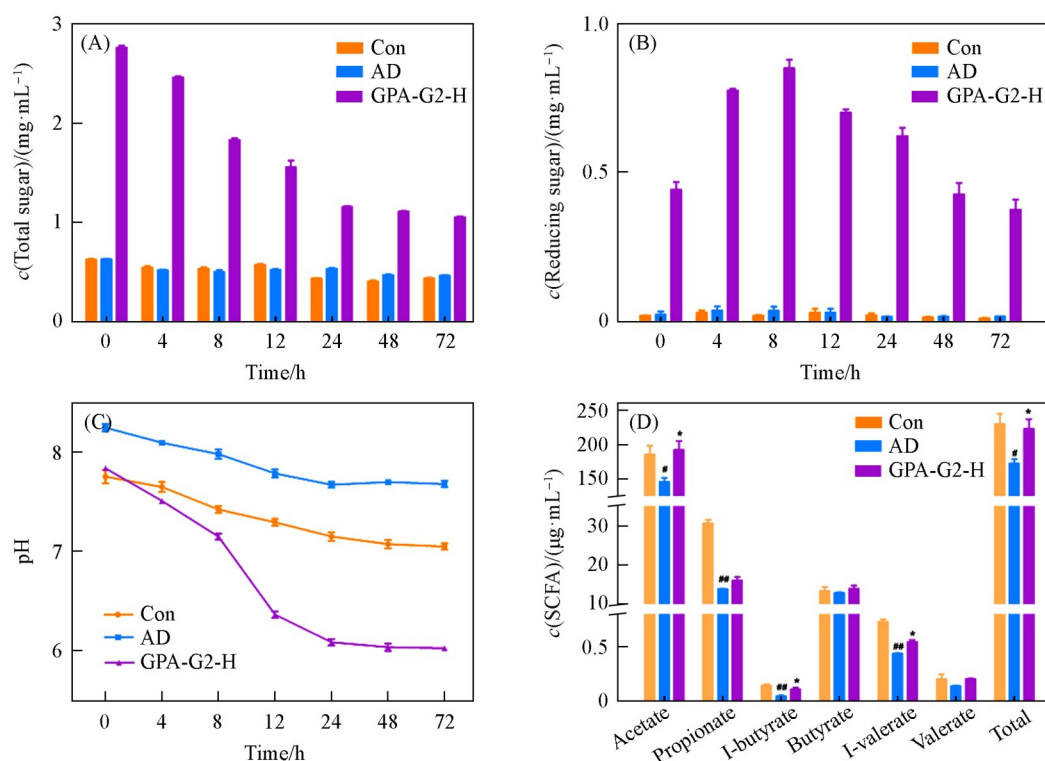 (A)
Con
AD
GPA-G2-H
c(Total sugar)/(mg·mL⁻¹)
3
2
1
0
0 4 8 12 24 48 72
Time/h
(B)
Con
AD
GPA-G2-H
c(Reducing sugar)/(mg·mL⁻¹)
1.0
0.5
0
0 4 8 12 24 48 72
Time/h
(C)
pH
8
7
6
Con
AD
GPA-G2-H
0 4 8 12 24 48 72
Time/h
(D)
Con
AD
GPA-G2-H
c(SCFA)/(μg·mL⁻¹)
250
200
150
30
20
10
0.5
0
# *
##
## *
## *
# *
Acetate Propionate I-butyrate Butyrate I-valerate Valerate Total